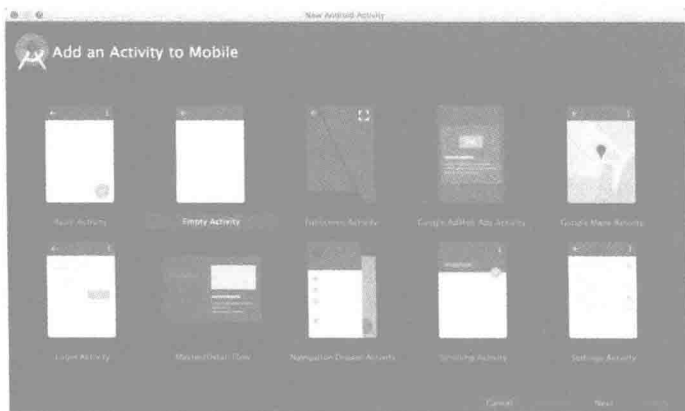 New Android Activity
Add an Activity to Mobile
Basic Activity
Empty Activity
Fullscreen Activity
Google AdMob Ads Activity
Google Maps Activity
Login Activity
Master/Detail Flow
Navigation Drawer Activity
Scrolling Activity
Settings Activity
Cancel
Next